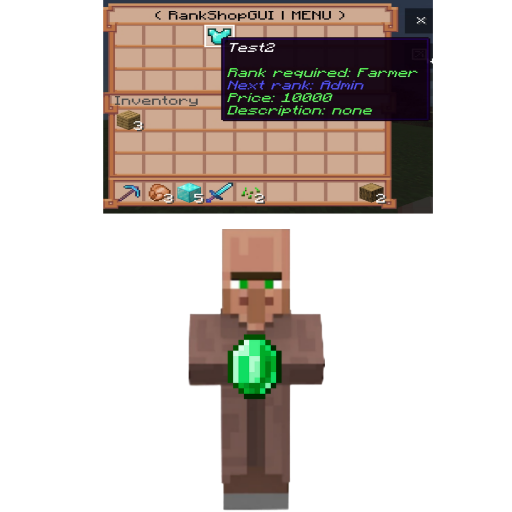 ( RankShopGUI | MENU )
Test2
Rank required: Farmer
Next rank: Admin
Price: 10000
Description: none
Inventory
3
3
5
2
2